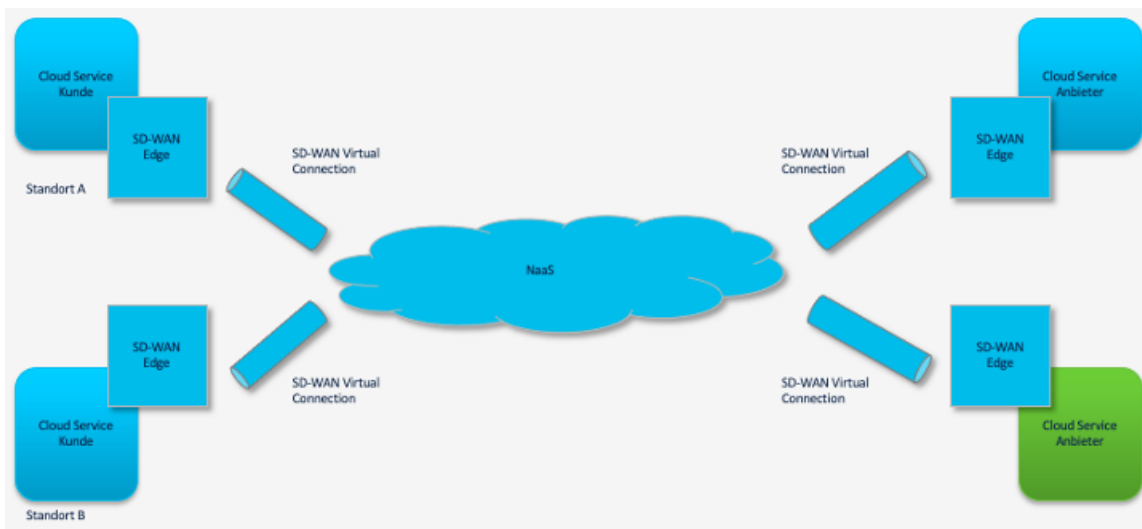 Cloud Service
Kunde
SD-WAN
Edge
Standort A
SD-WAN Virtual
Connection
SD-WAN Virtual
Connection
Cloud Service
Anbieter
SD-WAN
Edge
NaaS
SD-WAN
Edge
Cloud Service
Kunde
Standort B
SD-WAN Virtual
Connection
SD-WAN Virtual
Connection
SD-WAN
Edge
Cloud Service
Anbieter